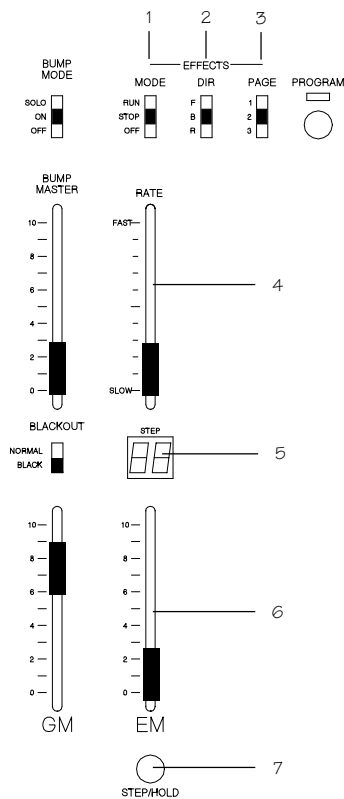 1 2 3
EFFECTS
BUMP
MODE
MODE DIR PAGE PROGRAM
SOLO RUN F 1
ON STOP B 2
OFF OFF R 3
BUMP
MASTER
RATE
10 FAST
8
6 4
4
2
0 SLOW
BLACKOUT STEP
NORMAL
BLACK
5
10 10
8 8
6 6 6
4 4
2 2
0 0
GM EM
7
STEP/HOLD